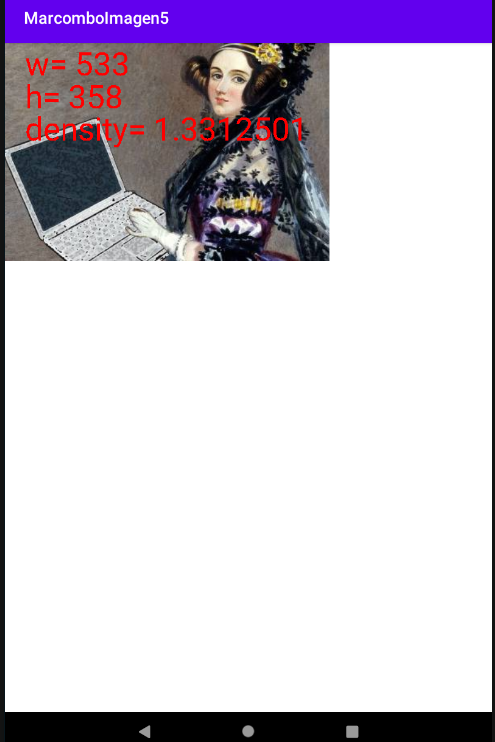 MarcomboImagen5
w= 533
h= 358
density= 1.3312501